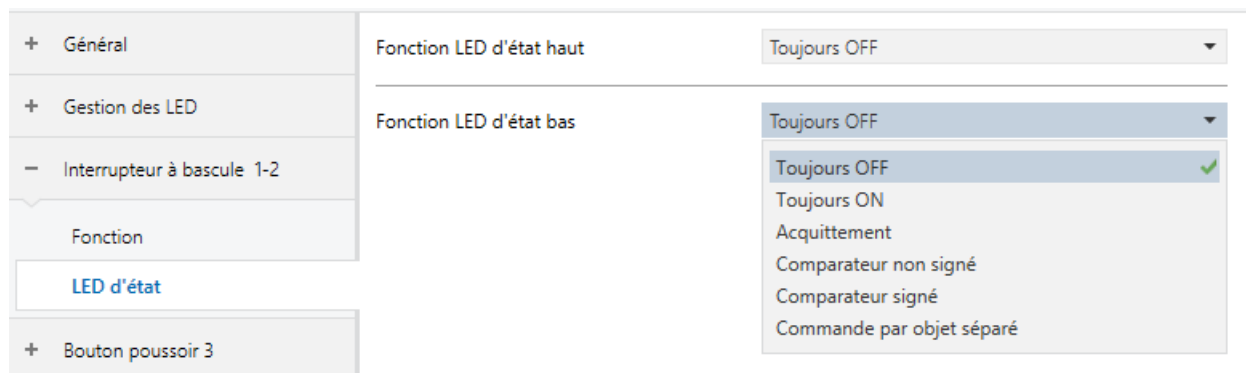 Général
Gestion des LED
Interrupteur à bascule 1-2
Fonction
LED d'état
Bouton poussoir 3
Fonction LED d'état haut
Toujours OFF
Fonction LED d'état bas
Toujours OFF
Toujours OFF
Toujours ON
Acquittement
Comparateur non signé
Comparateur signé
Commande par objet séparé